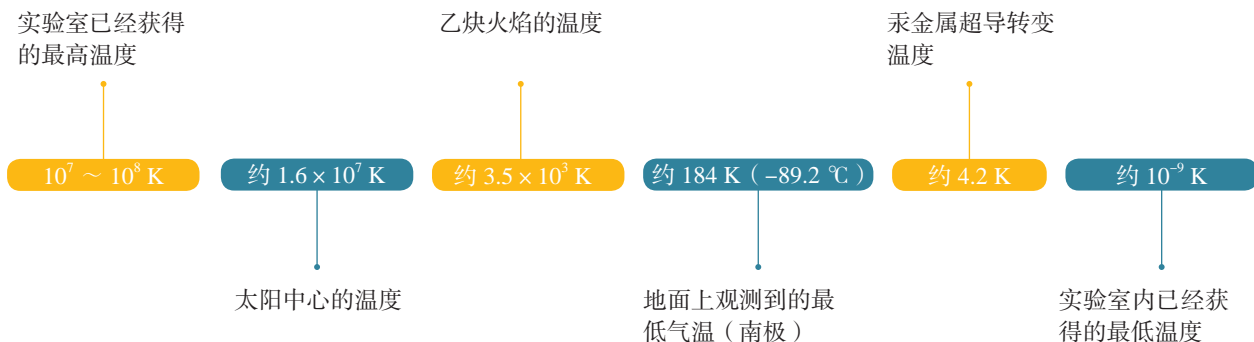 实验室已经获得
的最高温度
乙炔火焰的温度
汞金属超导转变
温度
10⁷ ～ 10⁸ K
约 1.6 × 10⁷ K
约 3.5 × 10³ K
约 184 K（-89.2 ℃）
约 4.2 K
约 10⁻⁹ K
太阳中心的温度
地面上观测到的最
低气温（南极）
实验室内已经获
得的最低温度